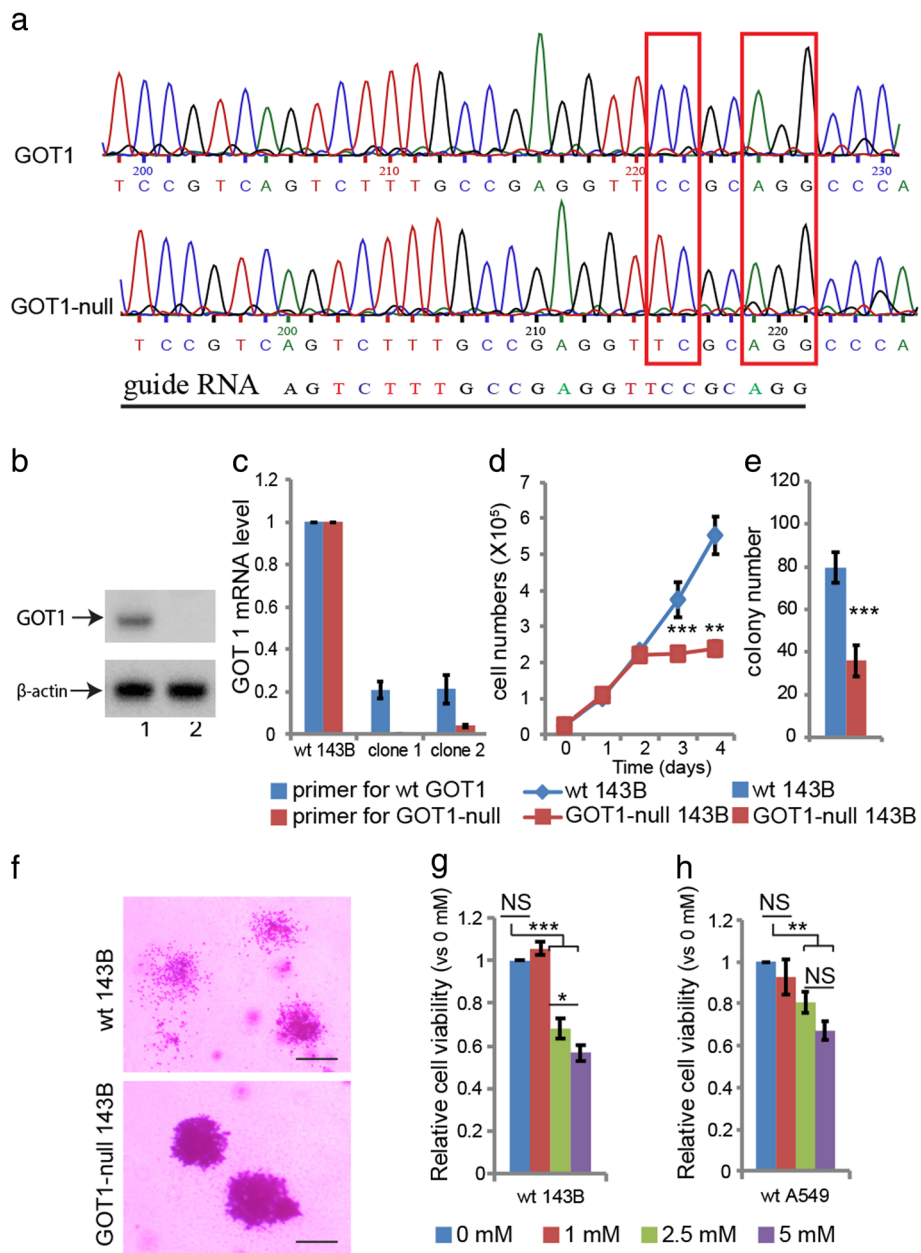 a
GOT1
200 210 220 230
T C C G T C A G T C T T T G C C G A G G T T C C G C A G G C C C A
GOT1-null
200 210 220
T C C G T C A G T C T T T G C C G A G G T T C G C A G G C C C A
guide RNA A G T C T T T G C C G A G G T T C C G C A G G
b
GOT1
β-actin
1 2
c
GOT 1 mRNA level
1.2
1
0.8
0.6
0.4
0.2
0
wt 143B clone 1 clone 2
primer for wt GOT1
primer for GOT1-null
d
cell numbers (X10⁵)
7
6
5
4
3
2
1
0
*** **
0 1 2 3 4
Time (days)
wt 143B
GOT1-null 143B
e
colony number
120
100
80
60
40
20
0
***
wt 143B
GOT1-null 143B
f
wt 143B
GOT1-null 143B
g
Relative cell viability (vs 0 mM)
1.2
1
0.8
0.6
0.4
0.2
0
NS
***
*
wt 143B
h
Relative cell viability (vs 0 mM)
1.2
1
0.8
0.6
0.4
0.2
0
NS
**
NS
wt A549
0 mM 1 mM 2.5 mM 5 mM